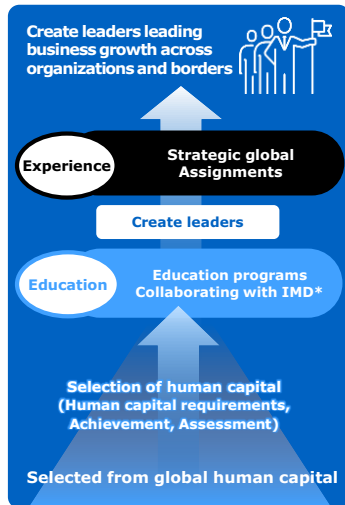 Create leaders leading
business growth across
organizations and borders
Experience
Strategic global
Assignments
Create leaders
Education
Education programs
Collaborating with IMD*
Selection of human capital
(Human capital requirements,
Achievement, Assessment)
Selected from global human capital